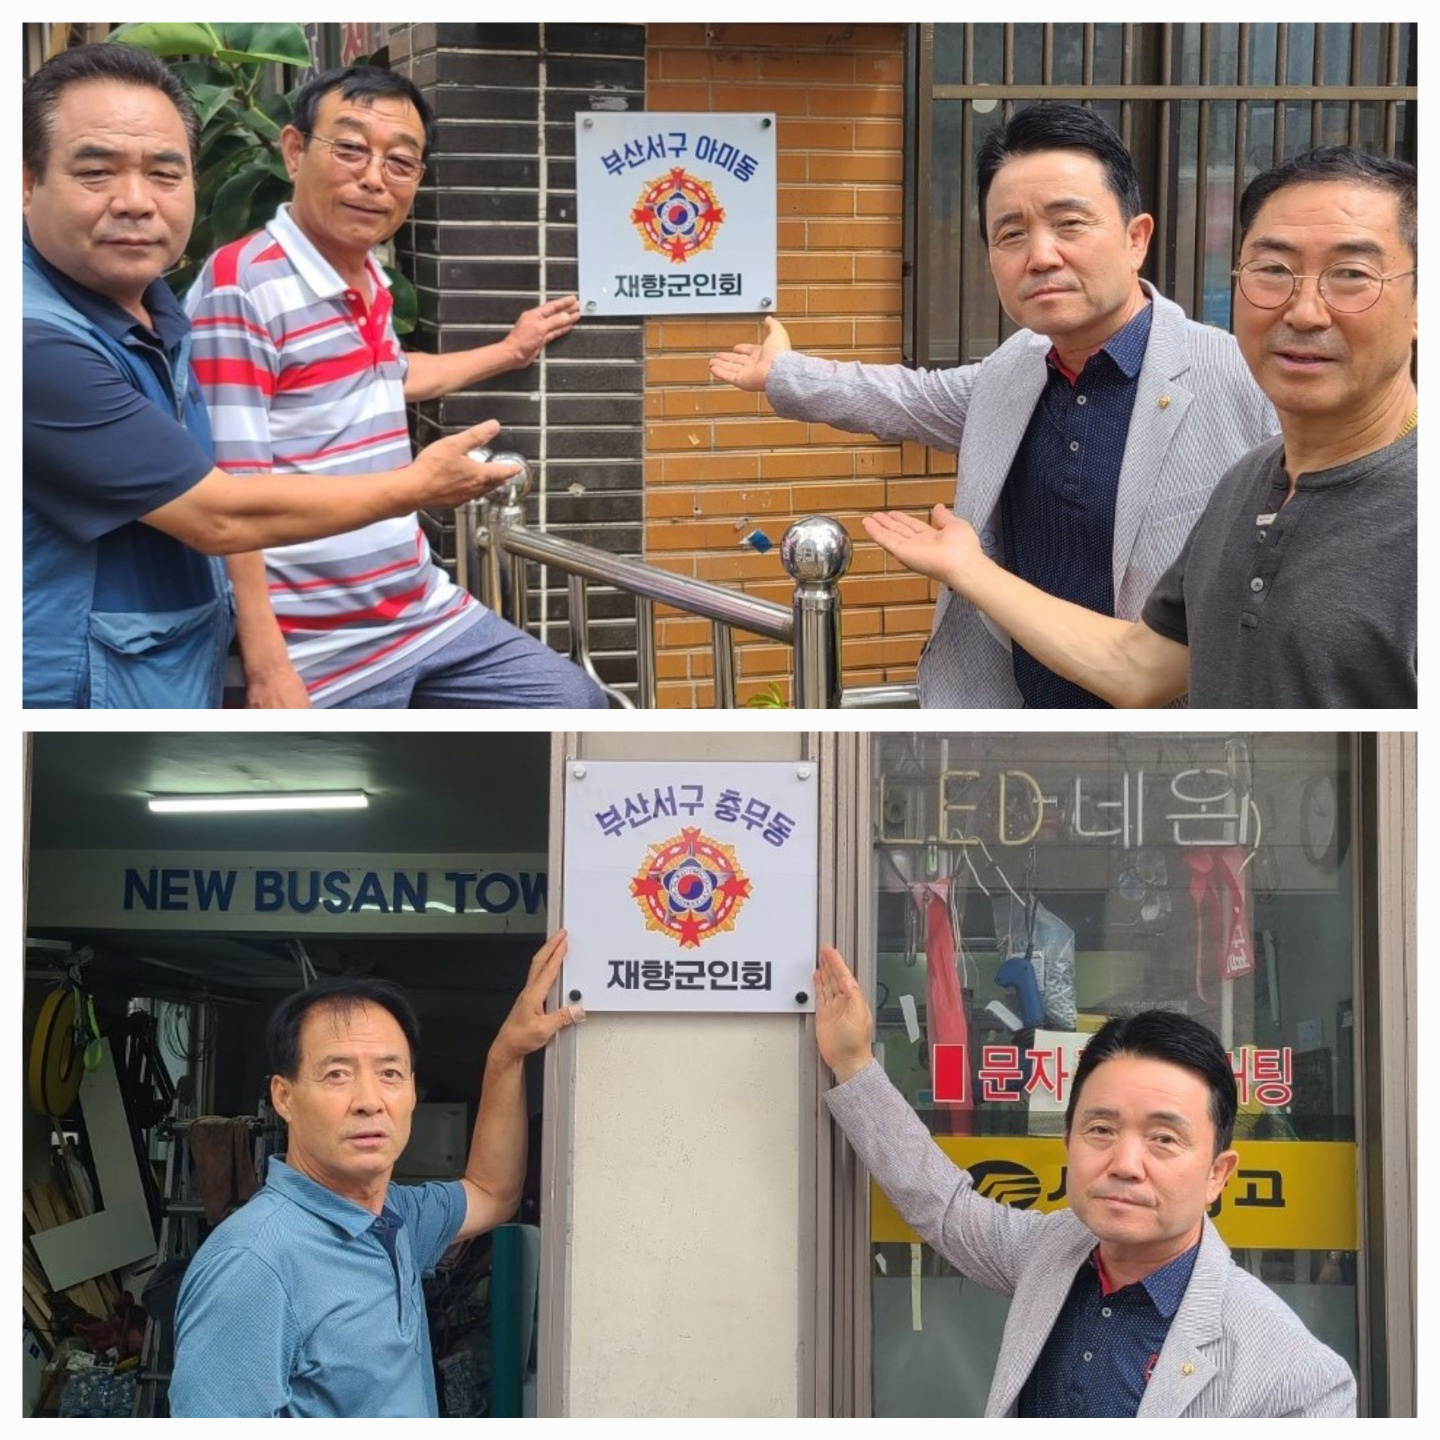 부산서구 아미동
재향군인회
NEW BUSAN TOW
부산서구 충무동
재향군인회
LED 네온
문자
커팅
고